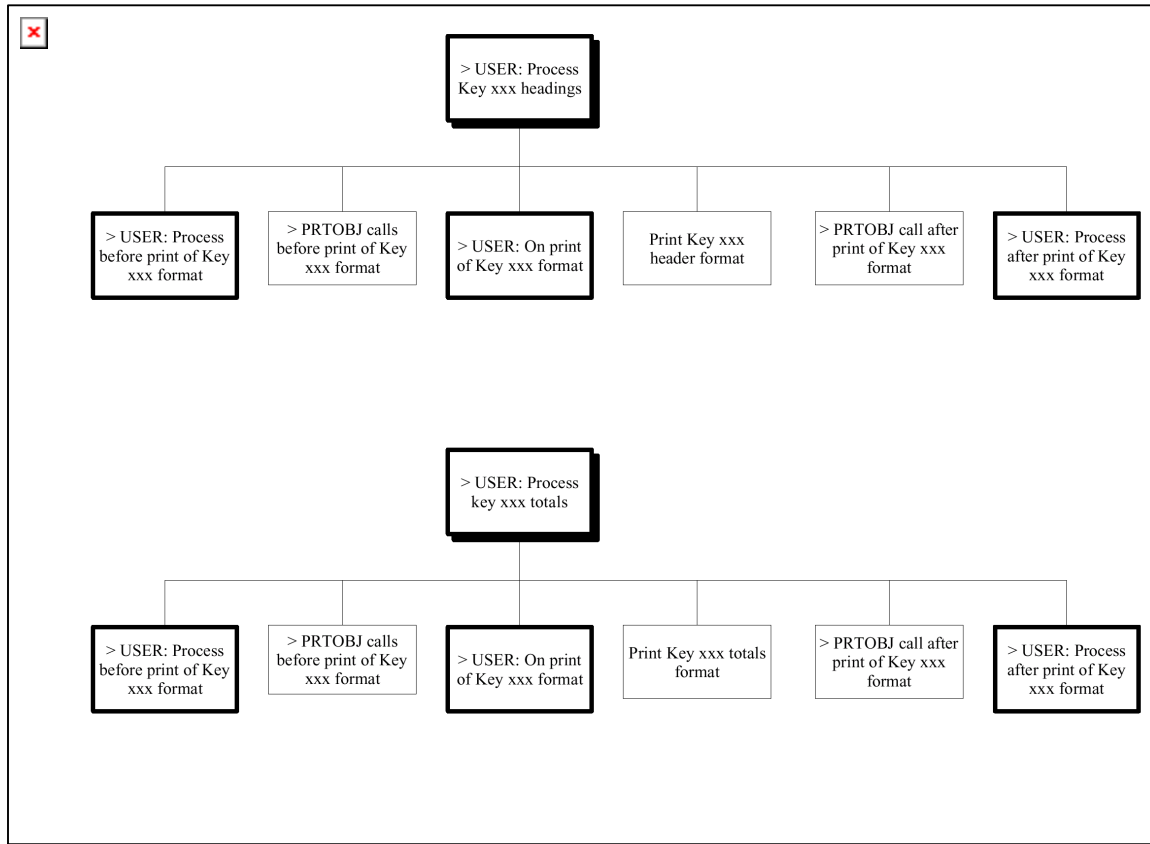 > USER: Process
Key xxx headings
> USER: Process
before print of Key
xxx format
> PRTOBJ calls
before print of Key
xxx format
> USER: On print
of Key xxx format
Print Key xxx
header format
> PRTOBJ call after
print of Key xxx
format
> USER: Process
after print of Key
xxx format
> USER: Process
key xxx totals
> USER: Process
before print of Key
xxx format
> PRTOBJ calls
before print of Key
xxx format
> USER: On print
of Key xxx format
Print Key xxx totals
format
> PRTOBJ call after
print of Key xxx
format
> USER: Process
after print of Key
xxx format